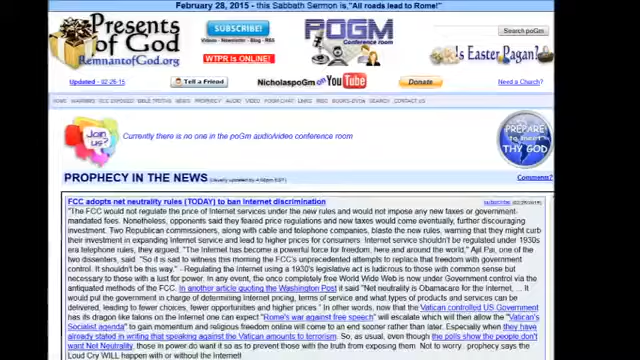 February 28, 2015 - this Sabbath Sermon is, "All roads lead to Rome!"
Presents of God
RemnantofGod.org
SUBSCRIBE!
Videos - Newsletter - Blog - RSS
WTPR is ONLINE!
POGM
Conference room
Search poGm
Is Easter Pagan?
Updated - 02-26-15
Tell a Friend
NicholaspoGm on YouTube
Donate
Need a Church?
HOME
PROPHECY AUDIO VIDEO POGM CHAT LINKS
SEARCH CONTACT US
Join us?
Currently there is no one in the poGm audio/video conference room
PREPARE TO MEET THY GOD
PROPHECY IN THE NEWS
Comments?
FCC adopts net neutrality rules (TODAY) to ban Internet discrimination
"The FCC would not regulate the price of Internet services under the new rules and would not impose any new taxes or government-
mandated fees. Nonetheless, opponents said they feared price regulations and new taxes would come eventually, further discouraging
investment. Two Republican commissioners, along with cable and telephone companies, blaste the new rules, warning that they might curb
their investment in expanding Internet service and lead to higher prices for consumers. Internet service shouldn't be regulated under 1930s
era telephone rules, they argued. "The Internet has become a powerful force for freedom, here and around the world," Ajit Pai, one of the
two dissenters, said. "So it is sad to witness this morning the FCC's unprecedented attempts to replace that freedom with government
control. It shouldn't be this way." - Regulating the Internet using a 1930's legislative act is ludicrous to those with common sense but
necessary to those with a lust for power. In any event, the once completely free World Wide Web is now under Government control via the
antiquated methods of the FCC. In another article quoting the Washington Post it said "Net neutrality is Obamacare for the internet, ... It
would put the government in charge of determining Internet pricing, terms of service and what types of products and services can be
delivered, leading to fewer choices, fewer opportunities and higher prices." In other words, now that the Vatican controlled US Government
has its dragon like talons on the Internet one can expect "Rome's war against free speech" will escalate which will then allow the "Vatican's
Socialist agenda" to gain momentum and religious freedom online will come to an end sooner rather than later. Especially when they have
already stated in writing that speaking against the Vatican amounts to terrorism. So, as usual, even though the polls show the people don't
want Net Neutrality, those in power do want it so as to prevent those with the truth from exposing them. Not to worry, prophecy says the
Loud Cry WILL happen with or without the Internet!